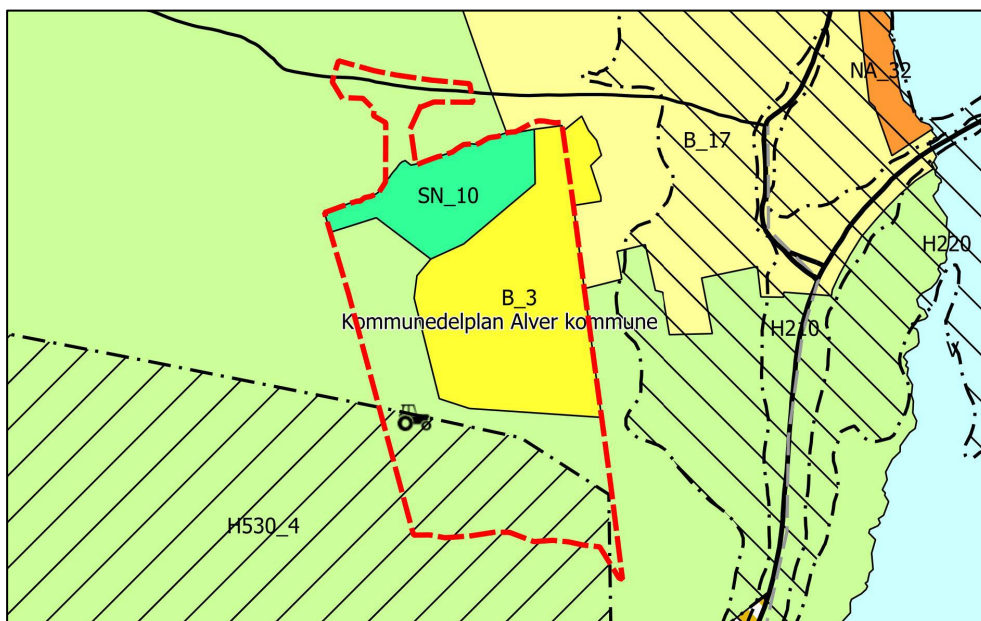 NA_32
B_17
SN_10
H220
B_3
Kommunedelplan Alver kommune
H210
H530_4